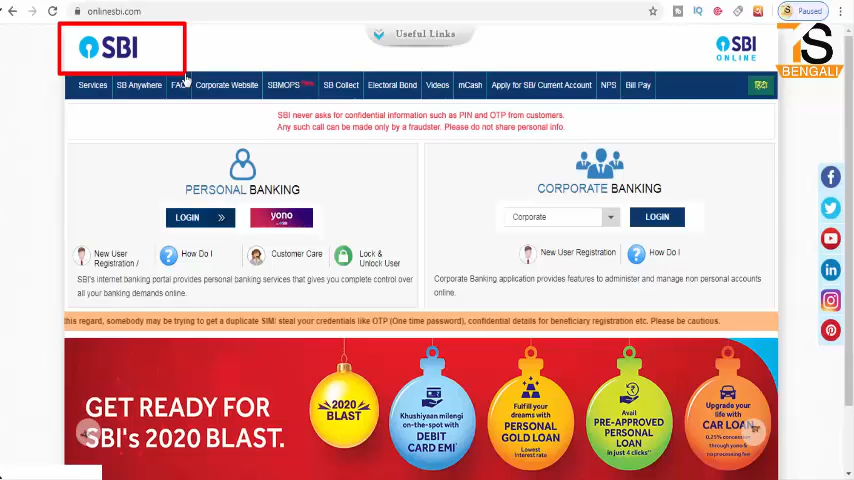 onlinesbi.com
Paused
SBI
Useful Links
SBI
ONLINE
S
BENGALI
Services
SB Anywhere
FAQ
Corporate Website
SBMOPS
SB Collect
Electoral Bond
Videos
mCash
Apply for SB/ Current Account
NPS
Bill Pay
हिंदी
SBI never asks for confidential information such as PIN and OTP from customers.
Any such call can be made only by a fraudster. Please do not share personal info.
PERSONAL BANKING
LOGIN
yono
New User
Registration /
How Do I
Customer Care
Lock &
Unlock User
SBI's internet banking portal provides personal banking services that gives you complete control over
all your banking demands online.
CORPORATE BANKING
Corporate
LOGIN
New User Registration
How Do I
Corporate Banking application provides features to administer and manage non personal accounts
online.
this regard, somebody may be trying to get a duplicate SIM/ steal your credentials like OTP (One time password), confidential details for beneficiary registration etc. Please be cautious.
GET READY FOR
SBI's 2020 BLAST.
2020
BLAST
Khushiyaan milengi
on-the-spot with
DEBIT
CARD EMI
Fulfill your
dreams with
PERSONAL
GOLD LOAN
Lowest
Interest rate
Avail
PRE-APPROVED
PERSONAL
LOAN
in just 4 clicks*
Upgrade your
life with
CAR LOAN
0.25% concession
through yono &
no processing fee